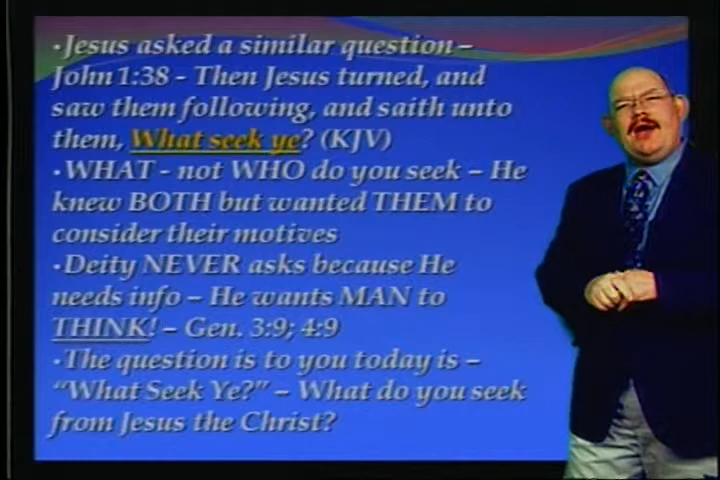 •Jesus asked a similar question –
John 1:38 - Then Jesus turned, and
saw them following, and saith unto
them, What seek ye? (KJV)
•WHAT - not WHO do you seek – He
knew BOTH but wanted THEM to
consider their motives
•Deity NEVER asks because He
needs info – He wants MAN to
THINK! – Gen. 3:9; 4:9
•The question is to you today is –
“What Seek Ye?” – What do you seek
from Jesus the Christ?